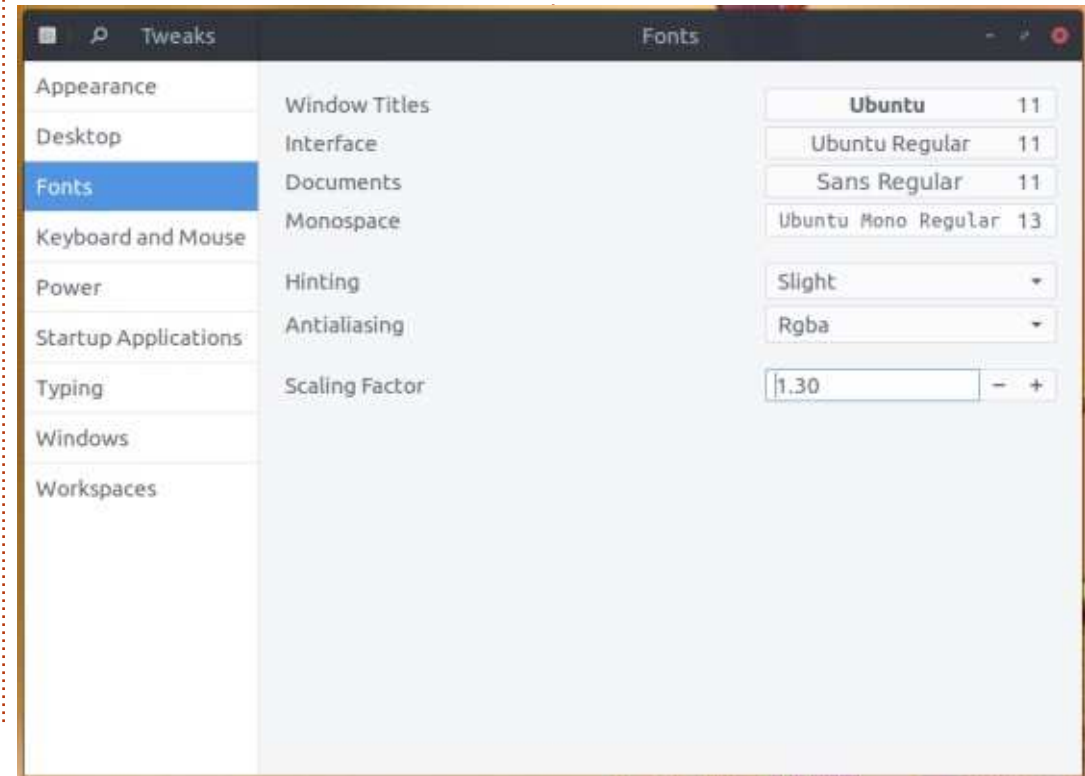 Tweaks
Fonts
Appearance
Desktop
Fonts
Keyboard and Mouse
Power
Startup Applications
Typing
Windows
Workspaces
Window Titles Ubuntu 11
Interface Ubuntu Regular 11
Documents Sans Regular 11
Monospace Ubuntu Mono Regular 13
Hinting Slight
Antialiasing Rgba
Scaling Factor 1.30 - +